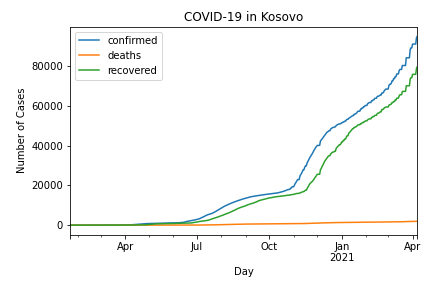 COVID-19 in Kosovo
confirmed
deaths
recovered
Number of Cases
80000
60000
40000
20000
0
Apr
Jul
Oct
Jan
2021
Apr
Day